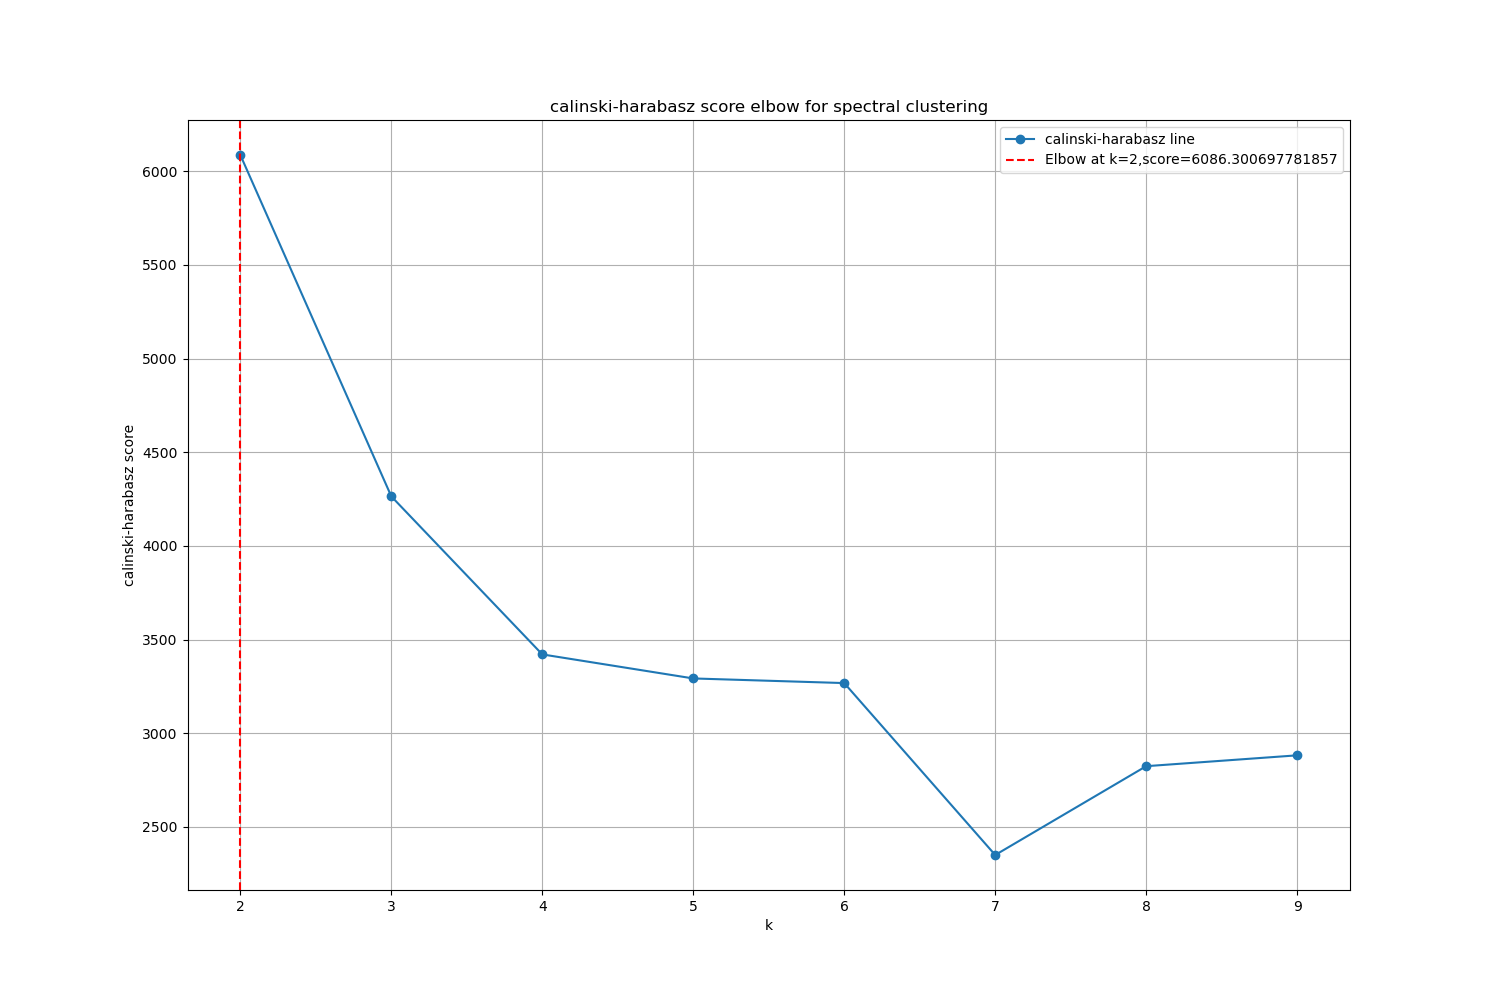 calinski-harabasz score elbow for spectral clustering
calinski-harabasz line
Elbow at k=2,score=6086.300697781857
calinski-harabasz score
6000
5500
5000
4500
4000
3500
3000
2500
2 3 4 5 6 7 8 9
k